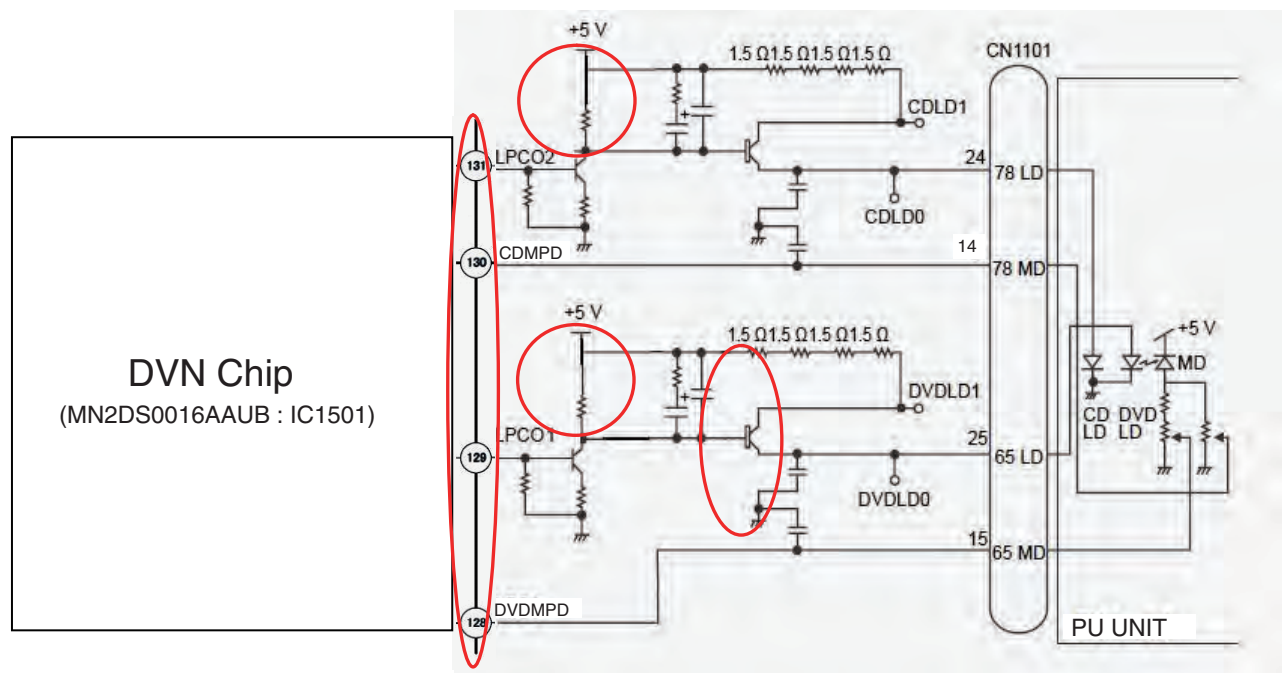 +5 V
1.5 Ω1.5 Ω1.5 Ω1.5 Ω
CN1101
CDLD1
131
LPCO2
24
78 LD
CDLD0
130
CDMPD
14
78 MD
+5 V
1.5 Ω1.5 Ω1.5 Ω1.5 Ω
+5 V
MD
DVN Chip
(MN2DS0016AAUB : IC1501)
DVDLD1
CD DVD
LD LD
129
LPCO1
25
65 LD
DVDLD0
15
65 MD
128
DVDMPD
PU UNIT
+
+